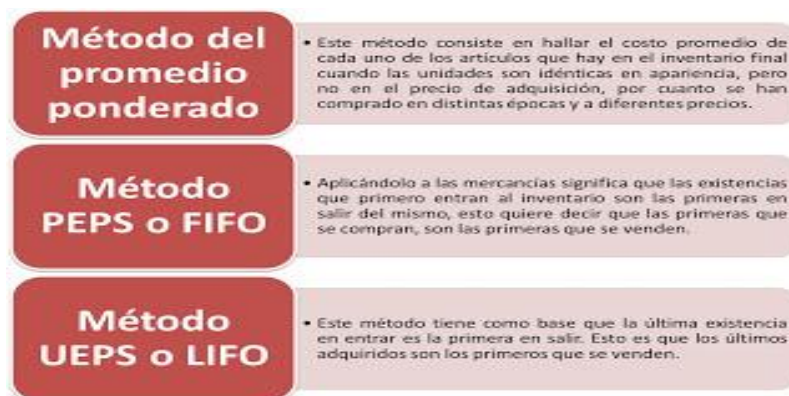 Método del
promedio
ponderado
• Este método consiste en hallar el costo promedio de
cada uno de los artículos que hay en el inventario final
cuando las unidades son idénticas en apariencia, pero
no en el precio de adquisición, por cuanto se han
comprado en distintas épocas y a diferentes precios.
Método
PEPS o FIFO
• Aplicándolo a las mercancías significa que las existencias
que primero entran al inventario son las primeras en
salir del mismo, esto quiere decir que las primeras que
se compran, son las primeras que se venden.
Método
UEPS o LIFO
• Este método tiene como base que la última existencia
en entrar es la primera en salir. Esto es que los últimos
adquiridos son los primeros que se venden.